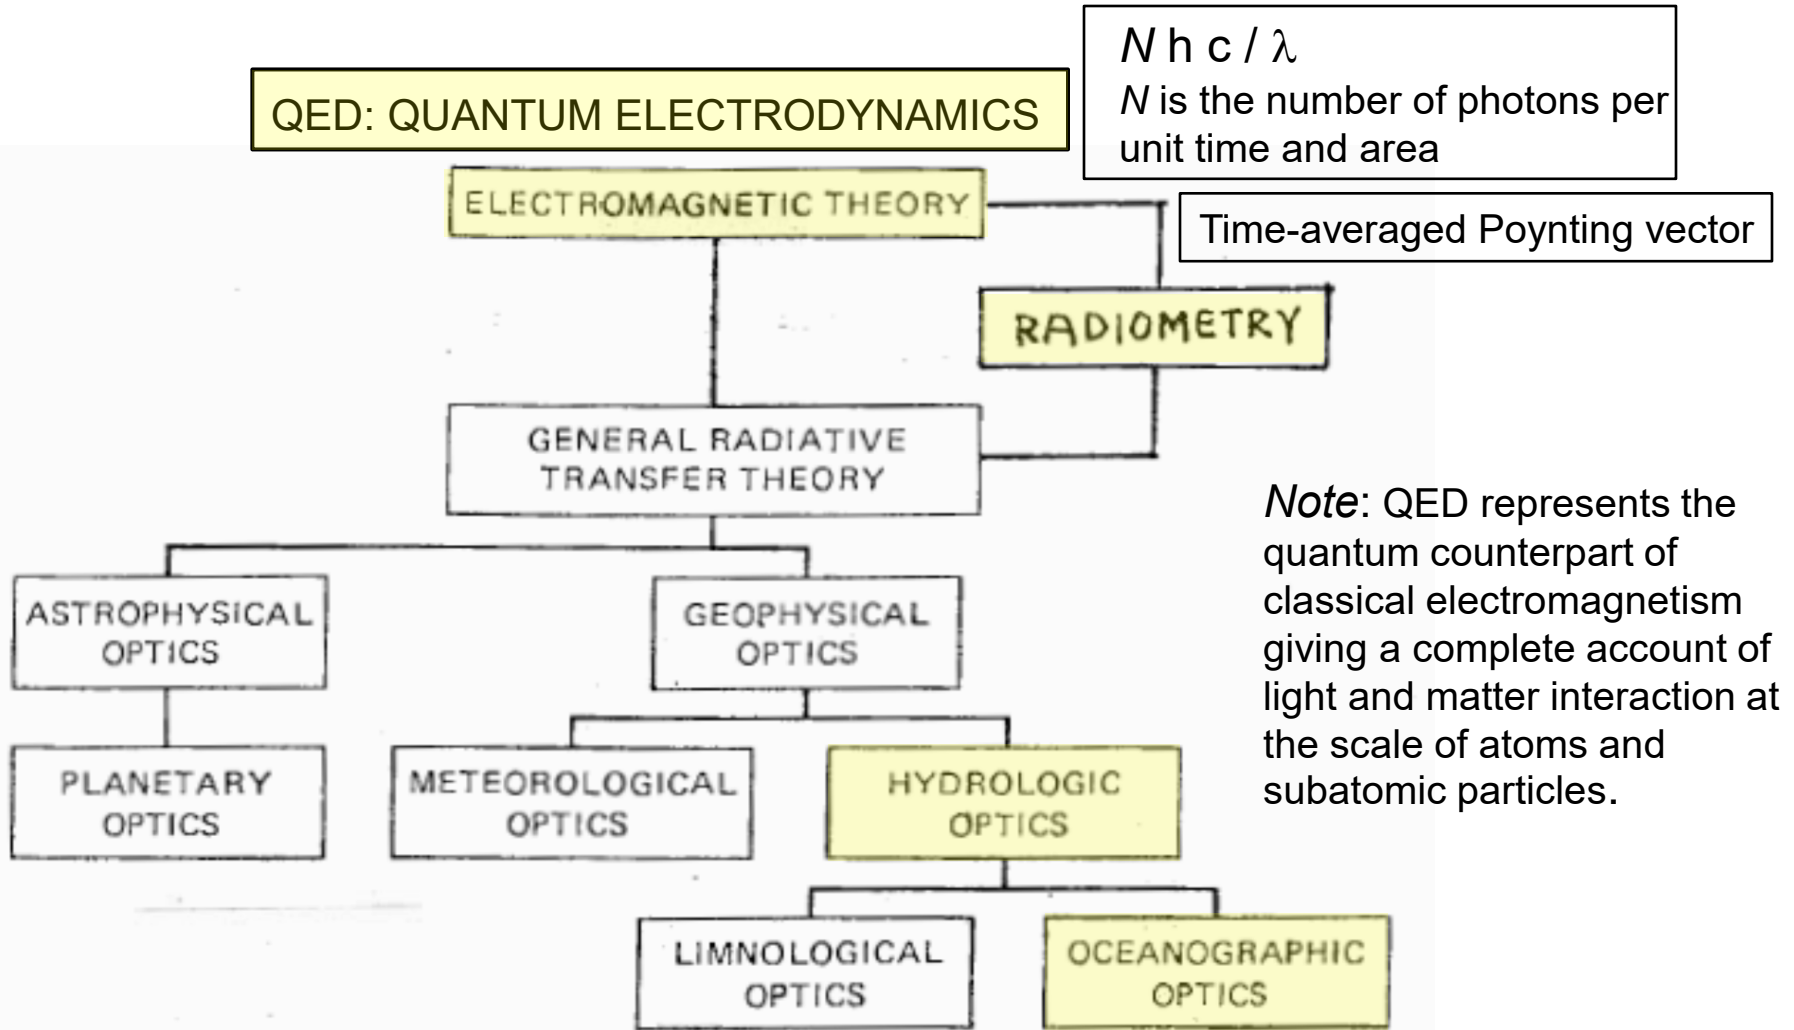 N h c / λ
N is the number of photons per
unit time and area
QED: QUANTUM ELECTRODYNAMICS
ELECTROMAGNETIC THEORY
Time-averaged Poynting vector
RADIOMETRY
GENERAL RADIATIVE
TRANSFER THEORY
Note: QED represents the
quantum counterpart of
classical electromagnetism
giving a complete account of
light and matter interaction at
the scale of atoms and
subatomic particles.
ASTROPHYSICAL
OPTICS
GEOPHYSICAL
OPTICS
PLANETARY
OPTICS
METEOROLOGICAL
OPTICS
HYDROLOGIC
OPTICS
LIMNOLOGICAL
OPTICS
OCEANOGRAPHIC
OPTICS